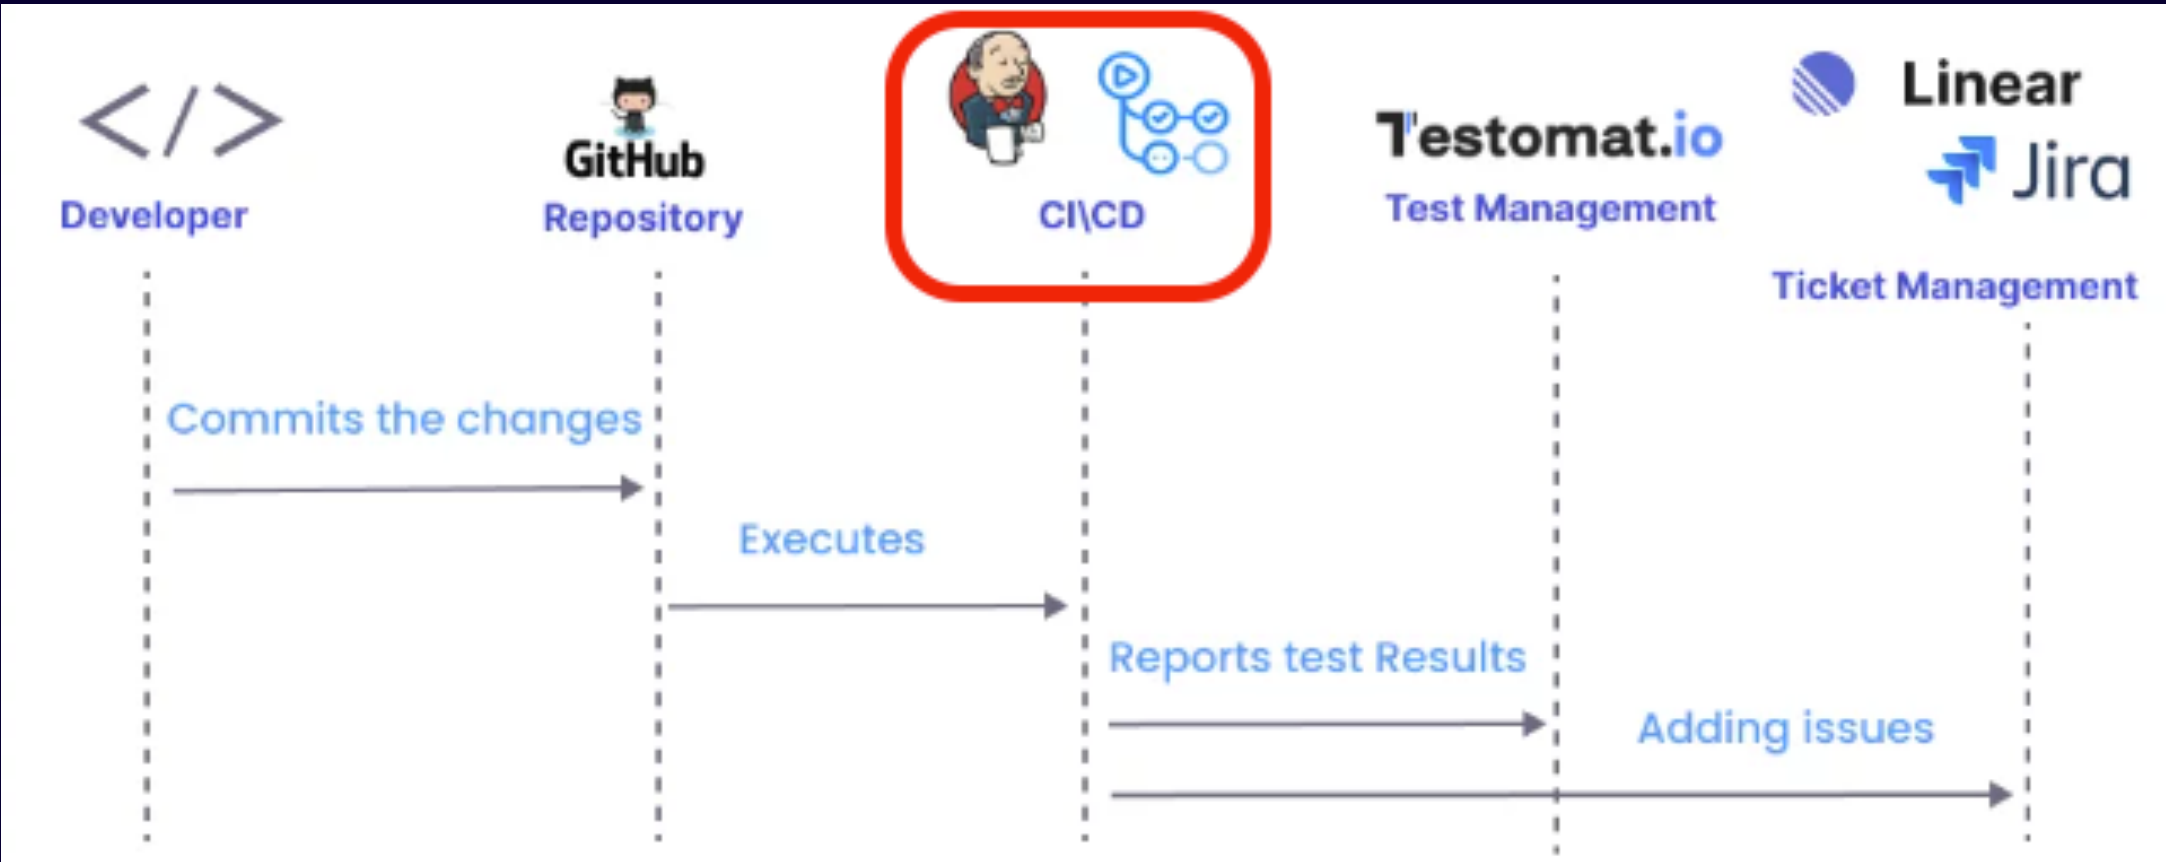 </>
Developer
GitHub
Repository
CI\CD
Testomat.io
Test Management
Linear
Jira
Ticket Management
Commits the changes
Executes
Reports test Results
Adding issues